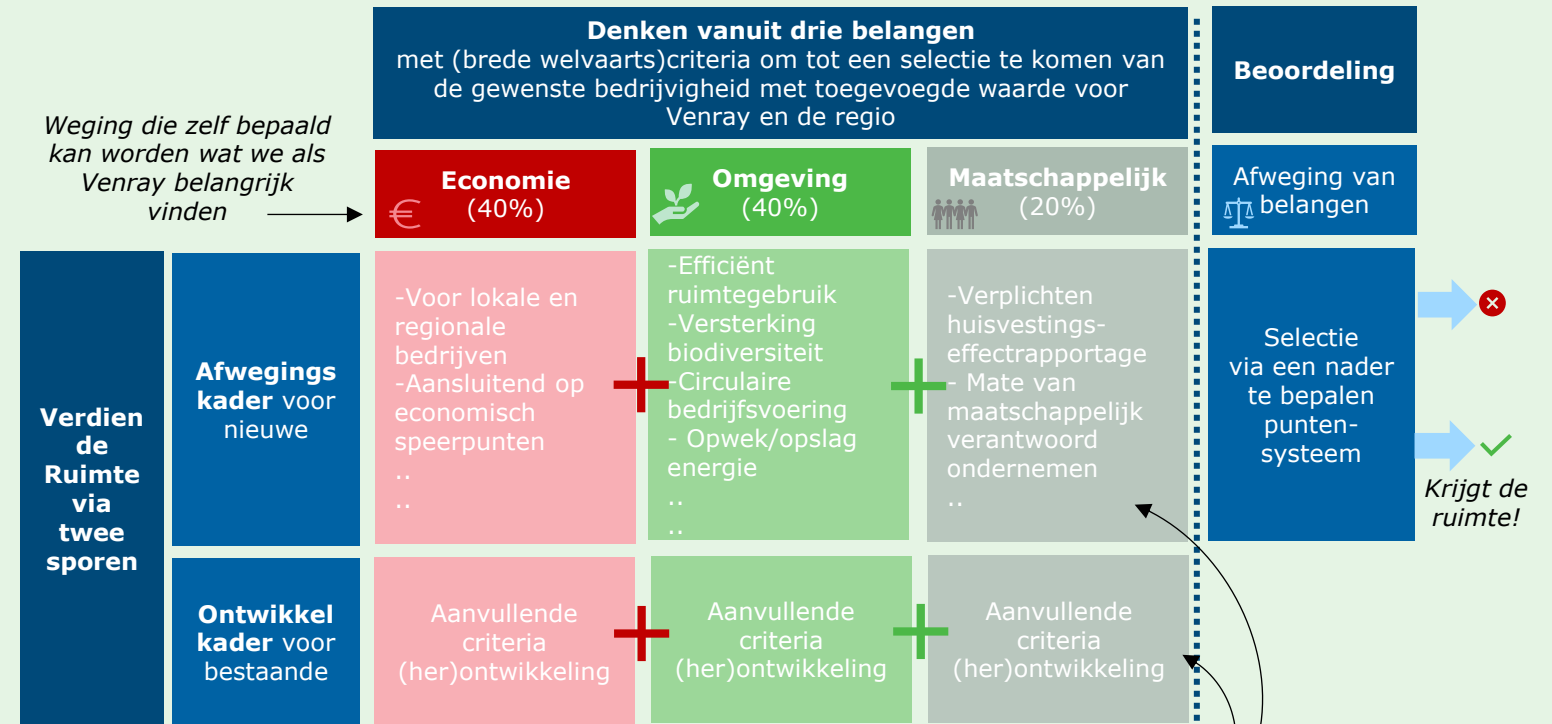 Denken vanuit drie belangen
met (brede welvaarts)criteria om tot een selectie te komen van
de gewenste bedrijvigheid met toegevoegde waarde voor
Venray en de regio
Beoordeling
Weging die zelf bepaald
kan worden wat we als
Venray belangrijk
vinden
Economie
(40%)
Omgeving
(40%)
Maatschappelijk
(20%)
Afweging van
belangen
Verdien
de
Ruimte
via
twee
sporen
Afwegings
kader voor
nieuwe
-Voor lokale en
regionale
bedrijven
-Aansluitend op
economisch
speerpunten
..
..
-Efficiënt
ruimtegebruik
-Versterking
biodiversiteit
-Circulaire
bedrijfsvoering
- Opwek/opslag
energie
..
..
-Verplichten
huisvestings-
effectrapportage
- Mate van
maatschappelijk
verantwoord
ondernemen
..
Selectie
via een nader
te bepalen
punten-
systeem
Krijgt de
ruimte!
Ontwikkel
kader voor
bestaande
Aanvullende
criteria
(her)ontwikkeling
Aanvullende
criteria
(her)ontwikkeling
Aanvullende
criteria
(her)ontwikkeling